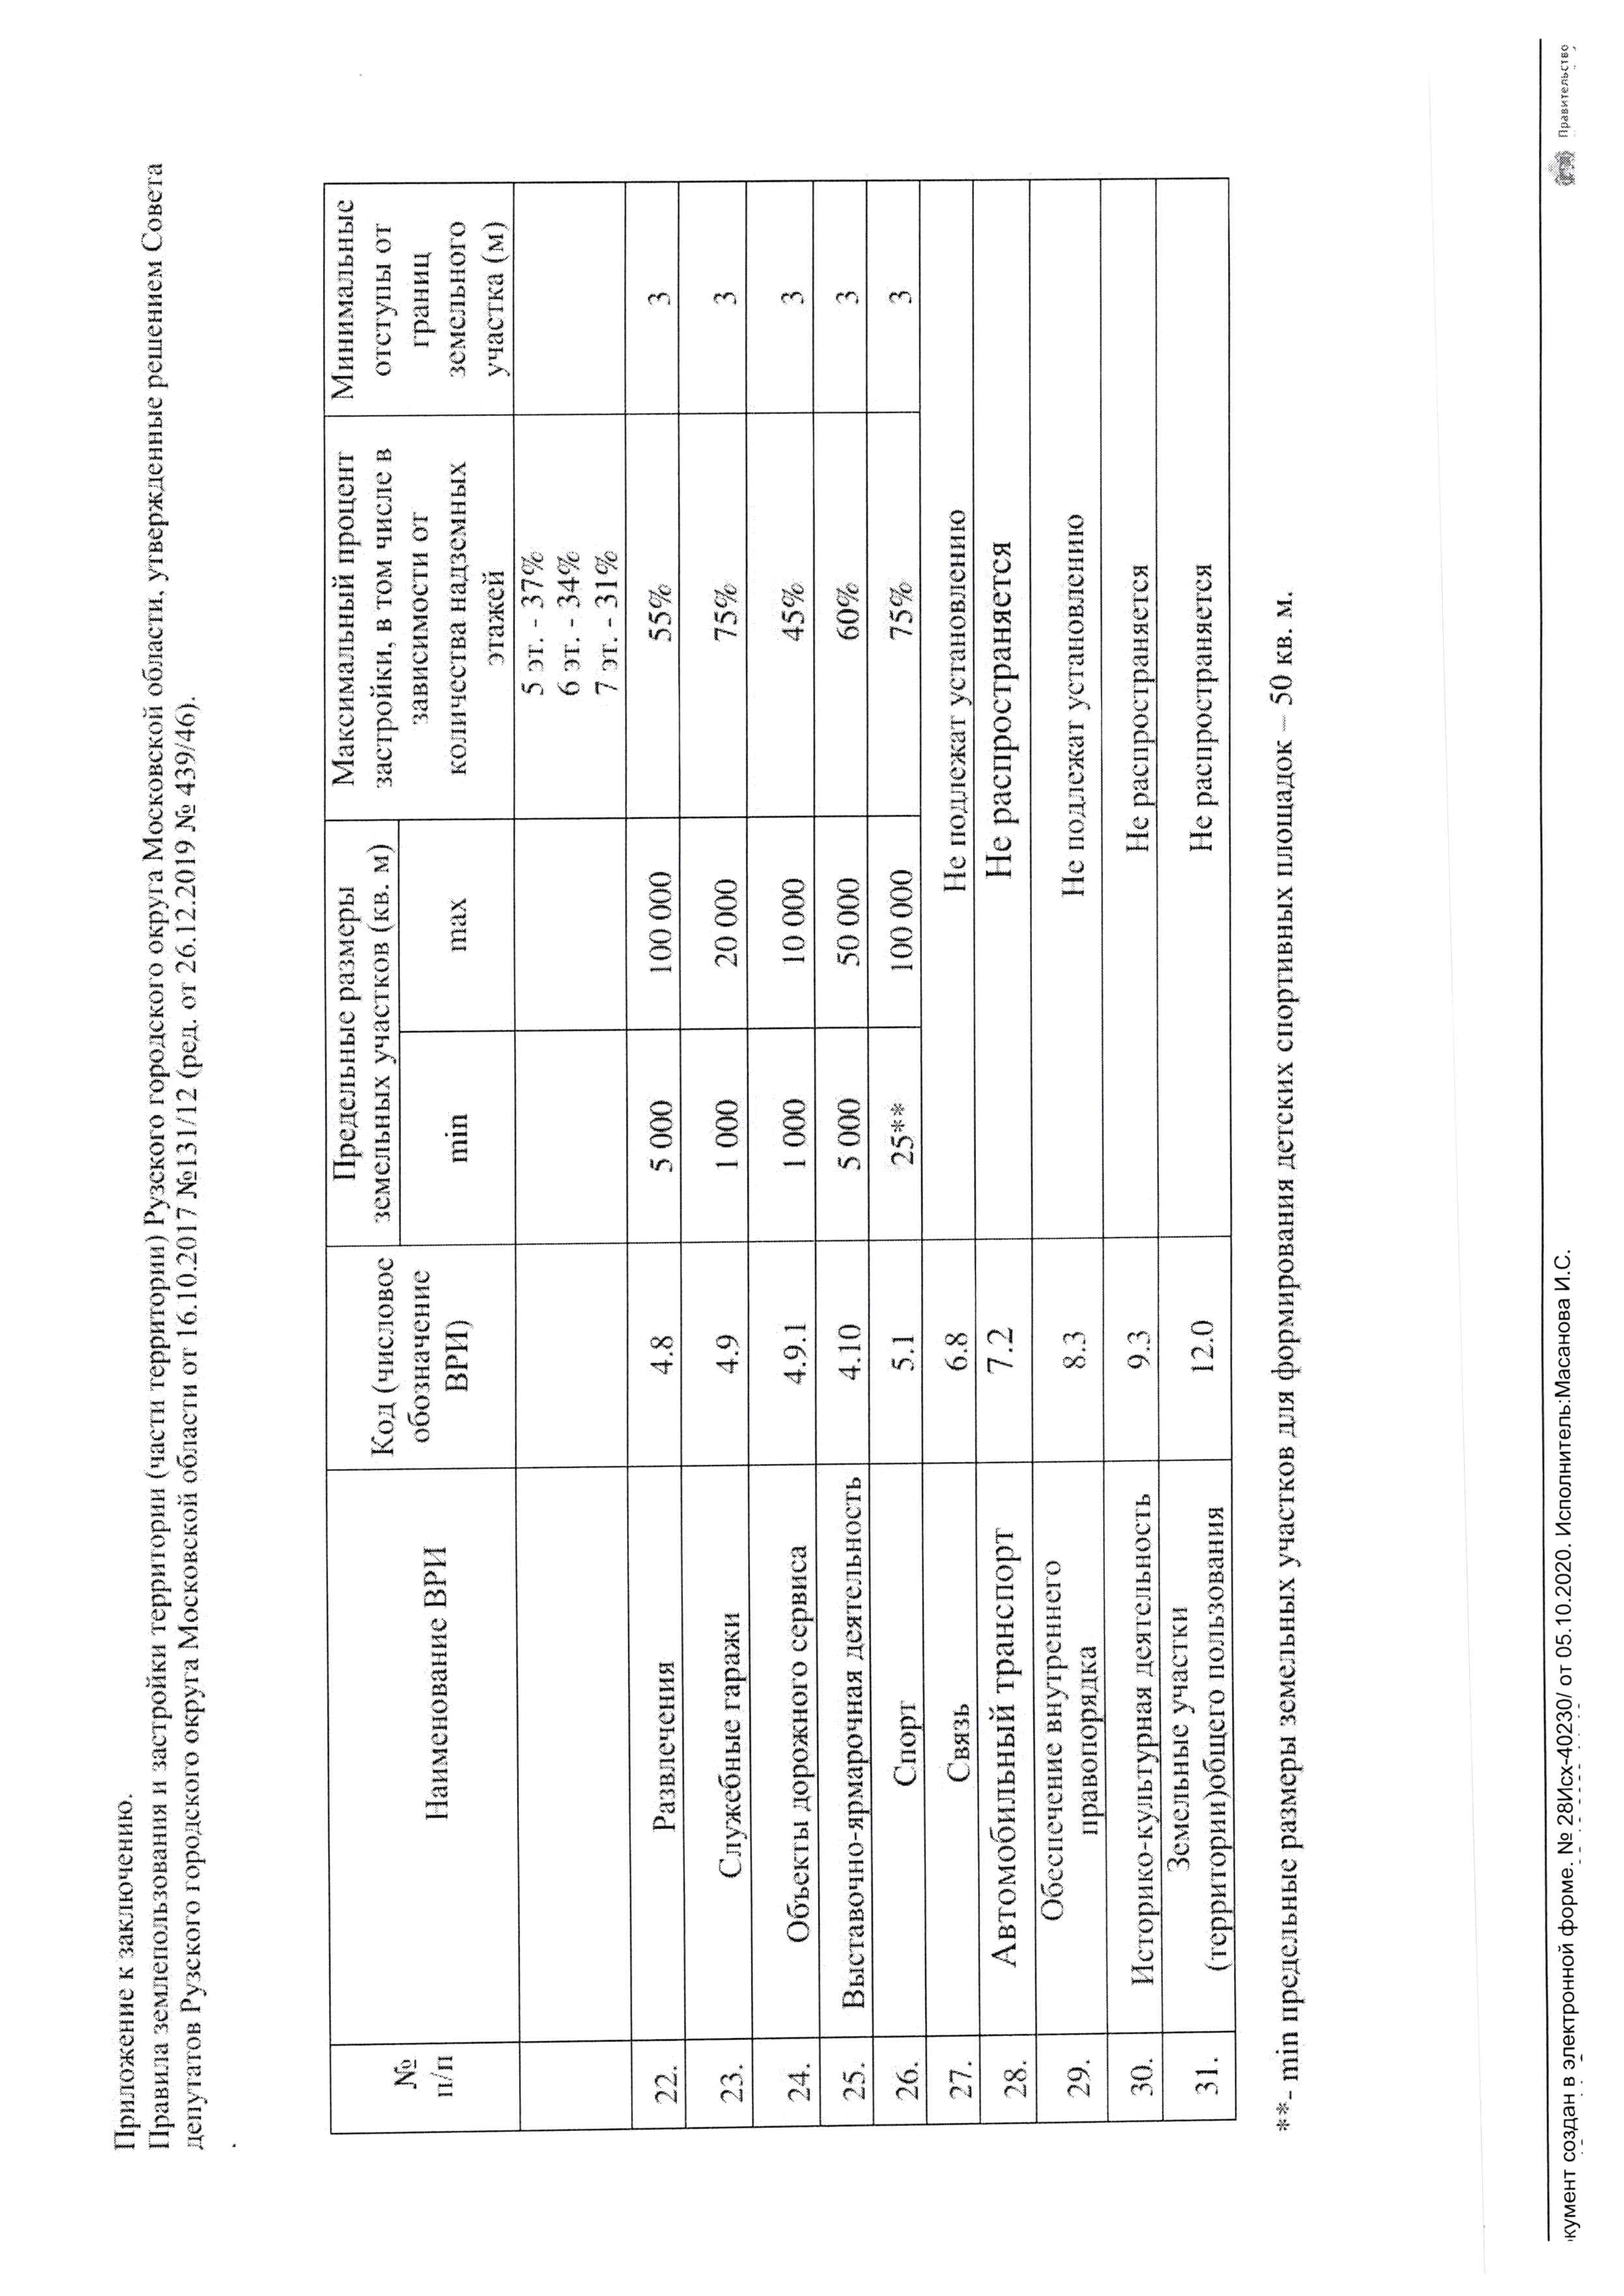 Приложение к заключению.
Правила землепользования и застройки территории (части территории) Рузского городского округа Московской области, утвержденные решением Совета
депутатов Рузского городского округа Московской области от 16.10.2017 №131/12 (ред. от 26.12.2019 № 439/46).
№ п/п
Наименование ВРИ
Код (числовое
обозначение
ВРИ)
Предельные размеры
земельных участков (кв. м)
min
max
Максимальный процент
застройки, в том числе в
зависимости от
количества надземных
этажей
Минимальные
отступы от
границ
земельного
участка (м)
5 эт. - 37%
6 эт. - 34%
7 эт. - 31%
22. Развлечения 4.8 5 000 100 000 55% 3
23. Служебные гаражи 4.9 1 000 20 000 75% 3
24. Объекты дорожного сервиса 4.9.1 1 000 10 000 45% 3
25. Выставочно-ярмарочная деятельность 4.10 5 000 50 000 60% 3
26. Спорт 5.1 25** 100 000 75% 3
27. Связь 6.8 Не подлежат установлению
28. Автомобильный транспорт 7.2 Не распространяется
29. Обеспечение внутреннего
правопорядка 8.3 Не подлежат установлению
30. Историко-культурная деятельность 9.3 Не распространяется
31. Земельные участки
(территории)общего пользования 12.0 Не распространяется
**- min предельные размеры земельных участков для формирования детских спортивных площадок – 50 кв. м.
кумент создан в электронной форме. № 28Исх-40230/ от 05.10.2020. Исполнитель:Масанова И.С.
Правительство